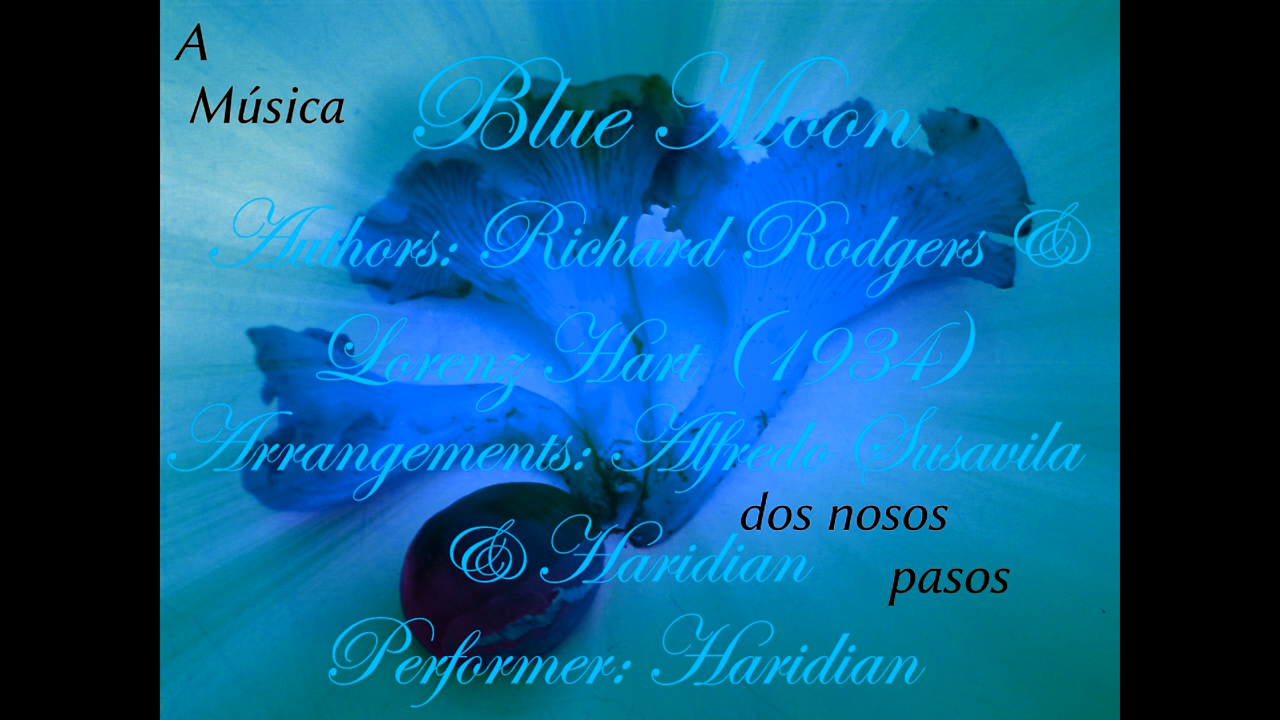 A
Música
Blue Moon
Authors: Richard Rodgers &
Lorenz Hart (1934)
Arrangements: Alfredo Susavila
dos nosos
& Haridian
pasos
Performer: Haridian